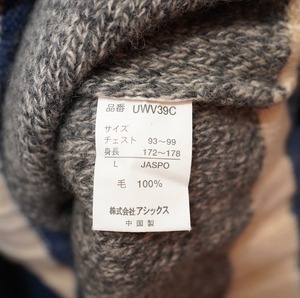 品番 UWV39C
サイズ
チェスト 93〜99
身長 172〜178
L JASPO
毛 100%
株式会社アシックス
中国製